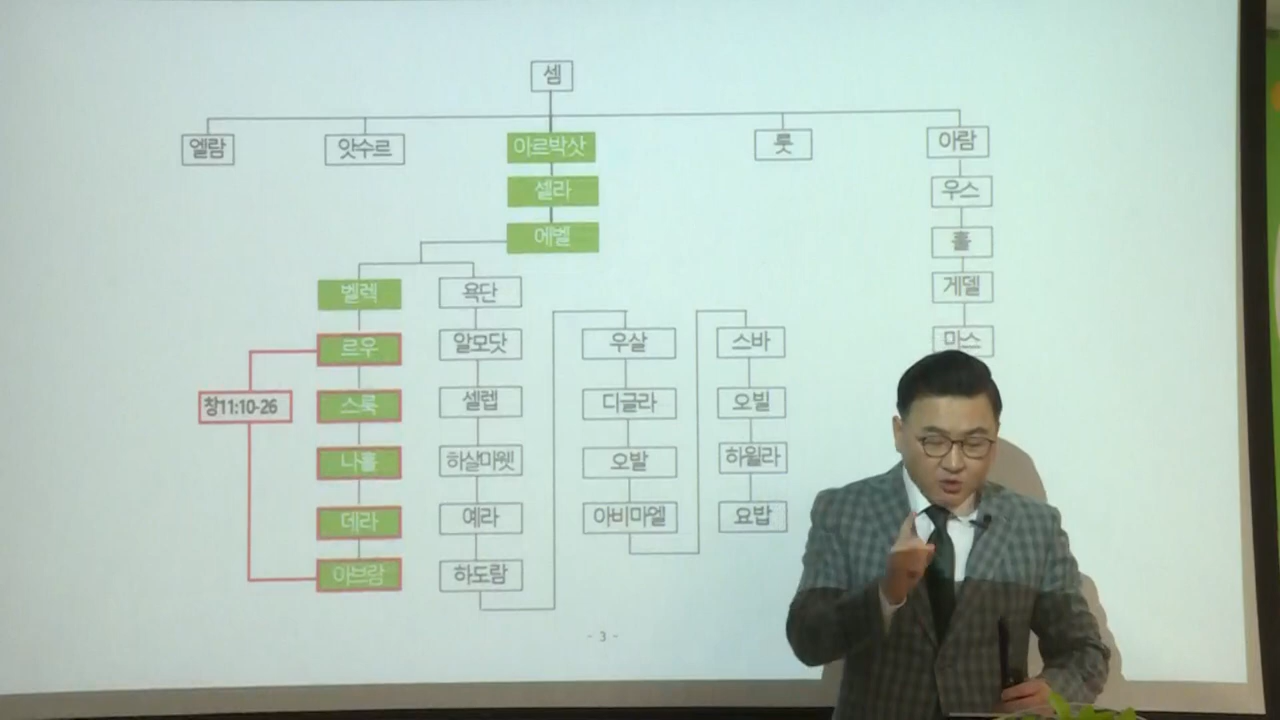 셈
엘람
앗수르
아르박삿
룻
아람
셀라
우스
에벨
훌
벨렉
욕단
게델
르우
알모닷
우살
스바
마스
창11:10-26
스룩
셀렙
디글라
오빌
나홀
하살마웻
오발
하윌라
데라
예라
아비마엘
요밥
아브람
하도람
- 3 -